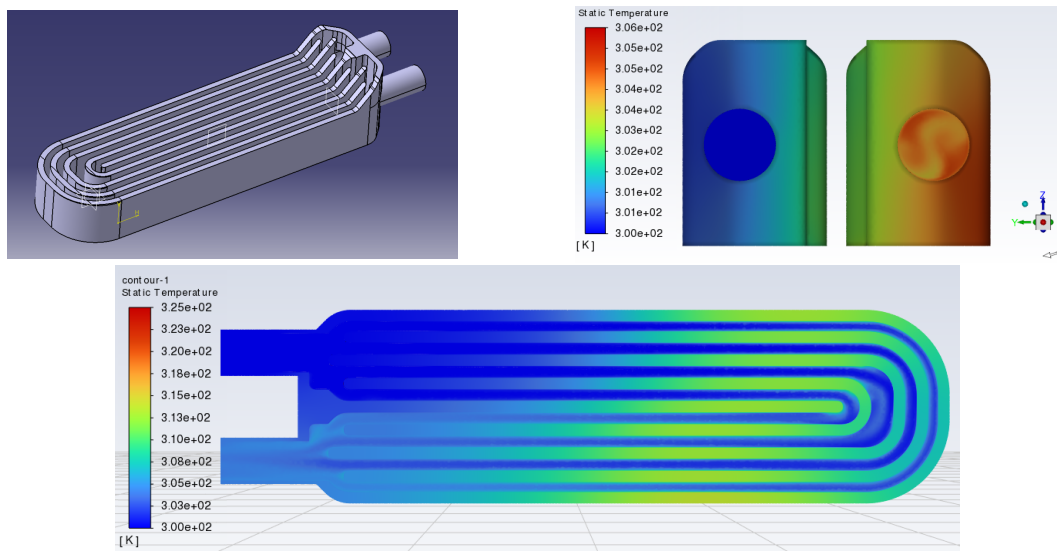 Static Temperature
3.06e+02
3.05e+02
3.05e+02
3.04e+02
3.04e+02
3.03e+02
3.02e+02
3.02e+02
3.01e+02
3.01e+02
3.00e+02
[ K ]
Z
Y
contour-1
Static Temperature
3.25e+02
3.23e+02
3.20e+02
3.18e+02
3.15e+02
3.13e+02
3.10e+02
3.08e+02
3.05e+02
3.03e+02
3.00e+02
[ K ]